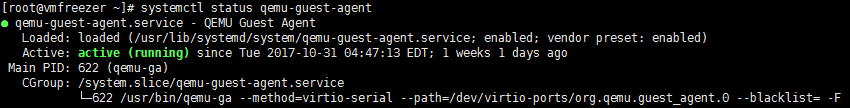 [root@vmfreezer ~]# systemctl status qemu-guest-agent
● qemu-guest-agent.service - QEMU Guest Agent
Loaded: loaded (/usr/lib/systemd/system/qemu-guest-agent.service; enabled; vendor preset: enabled)
Active: active (running) since Tue 2017-10-31 04:47:13 EDT; 1 weeks 1 days ago
Main PID: 622 (qemu-ga)
CGroup: /system.slice/qemu-guest-agent.service
└─622 /usr/bin/qemu-ga --method=virtio-serial --path=/dev/virtio-ports/org.qemu.guest_agent.0 --blacklist= -F